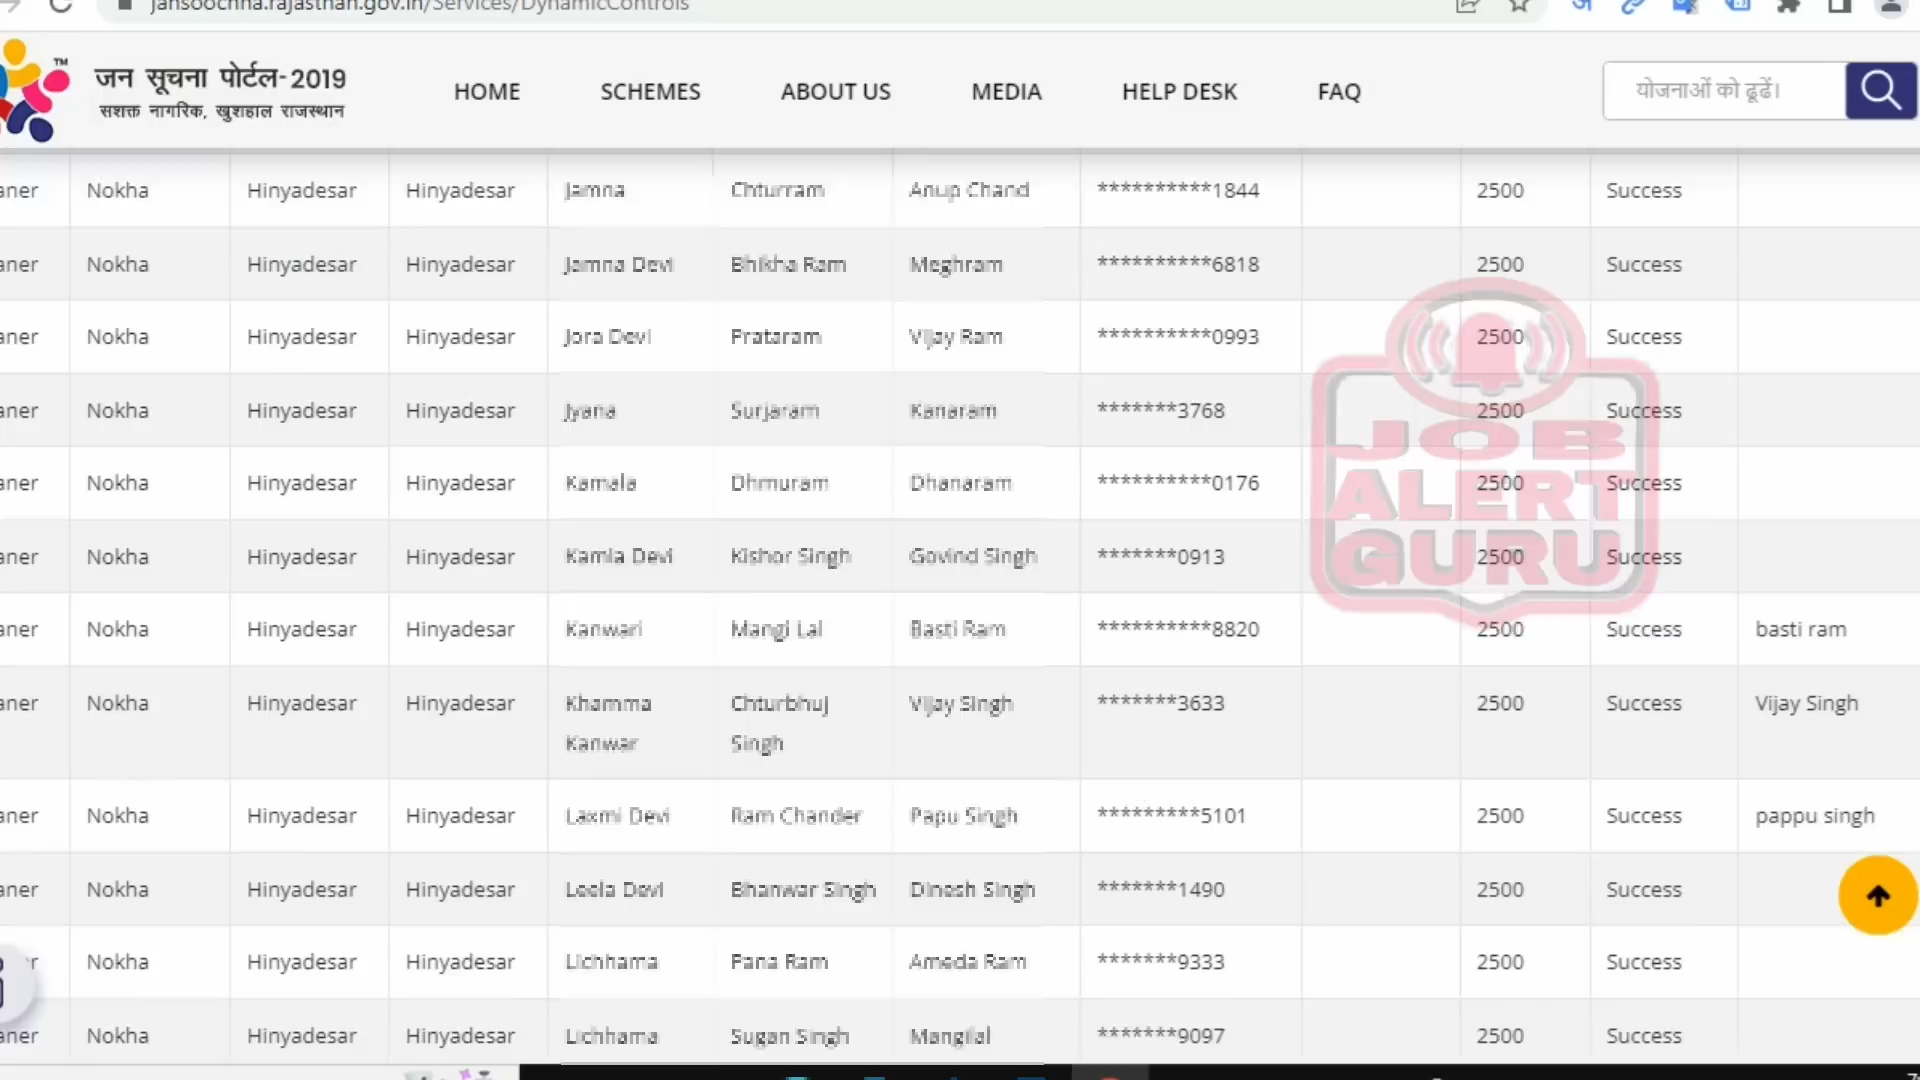 jansoochna.rajasthan.gov.in/Services/DynamicControls
जन सूचना पोर्टल-2019 TM
सशक्त नागरिक, खुशहाल राजस्थान
HOME SCHEMES ABOUT US MEDIA HELP DESK FAQ
योजनाओं को ढूढें।
aner Nokha Hinyadesar Hinyadesar Jamna Chturram Anup Chand **********1844 2500 Success
aner Nokha Hinyadesar Hinyadesar Jamna Devi Bhikha Ram Meghram **********6818 2500 Success
aner Nokha Hinyadesar Hinyadesar Jora Devi Prataram Vijay Ram **********0993 2500 Success
aner Nokha Hinyadesar Hinyadesar Jyana Surjaram Kanaram *******3768 2500 Success
aner Nokha Hinyadesar Hinyadesar Kamala Dhmuram Dhanaram **********0176 2500 Success
aner Nokha Hinyadesar Hinyadesar Kamla Devi Kishor Singh Govind Singh *******0913 2500 Success
aner Nokha Hinyadesar Hinyadesar Kanwari Mangi Lal Basti Ram **********8820 2500 Success basti ram
aner Nokha Hinyadesar Hinyadesar Khamma Chturbhuj Vijay Singh *******3633 2500 Success Vijay Singh
Kanwar Singh
aner Nokha Hinyadesar Hinyadesar Laxmi Devi Ram Chander Papu Singh *********5101 2500 Success pappu singh
aner Nokha Hinyadesar Hinyadesar Leela Devi Bhanwar Singh Dinesh Singh *******1490 2500 Success
Nokha Hinyadesar Hinyadesar Lichhama Pana Ram Ameda Ram *******9333 2500 Success
aner Nokha Hinyadesar Hinyadesar Lichhama Sugan Singh Mangilal *******9097 2500 Success
JOB
ALERT
GURU